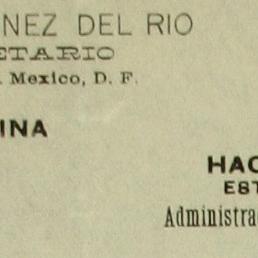 NEZ DEL RIO
ETARIO
Mexico, D. F.
INA
HAC
EST
Administra